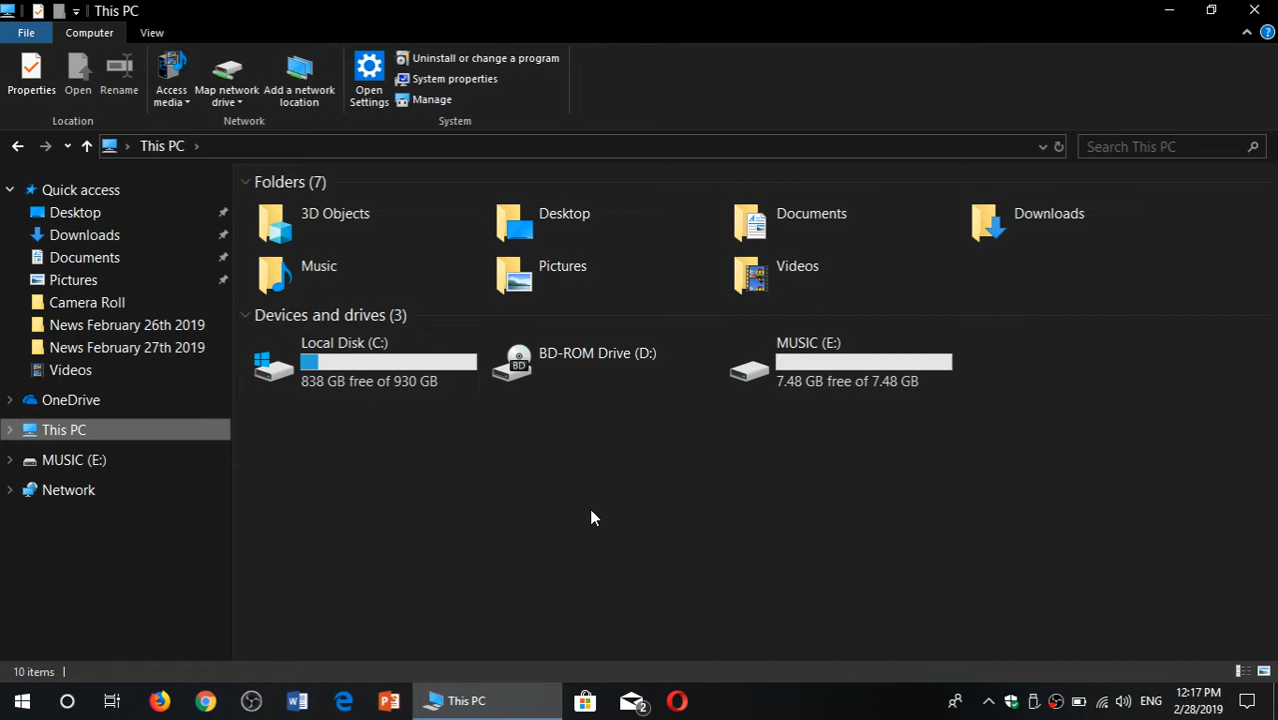 This PC
File Computer View
Properties Open Rename Access media Map network drive Add a network location Open Settings Uninstall or change a program
System properties
Manage
Location Network System
This PC Search This PC
Quick access
Desktop
Downloads
Documents
Pictures
Camera Roll
News February 26th 2019
News February 27th 2019
Videos
OneDrive
This PC
MUSIC (E:)
Network
Folders (7)
3D Objects Desktop Documents Downloads
Music Pictures Videos
Devices and drives (3)
Local Disk (C:)
838 GB free of 930 GB
BD
BD-ROM Drive (D:)
MUSIC (E:)
7.48 GB free of 7.48 GB
10 items
This PC 2 ENG 12:17 PM
2/28/2019